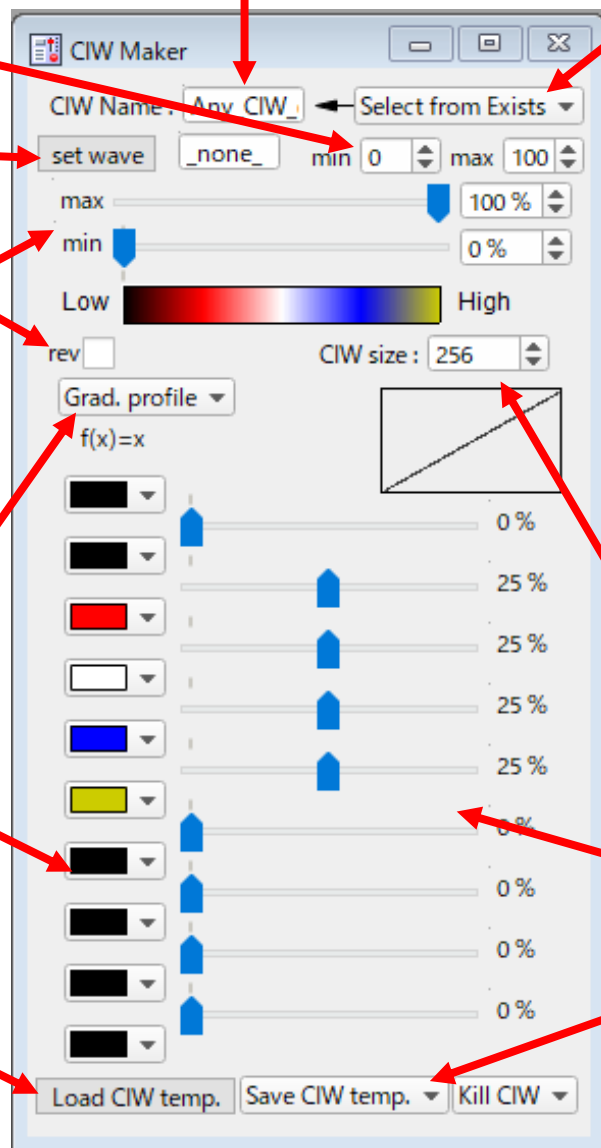 CIW Maker
CIW Name : Any_CIW_ Select from Exists
set wave _none_ min 0 max 100
max 100 %
min 0 %
Low High
rev CIW size : 256
Grad. profile
f(x)=x
0 %
25 %
25 %
25 %
25 %
0 %
0 %
0 %
0 %
Load CIW temp. Save CIW temp. Kill CIW